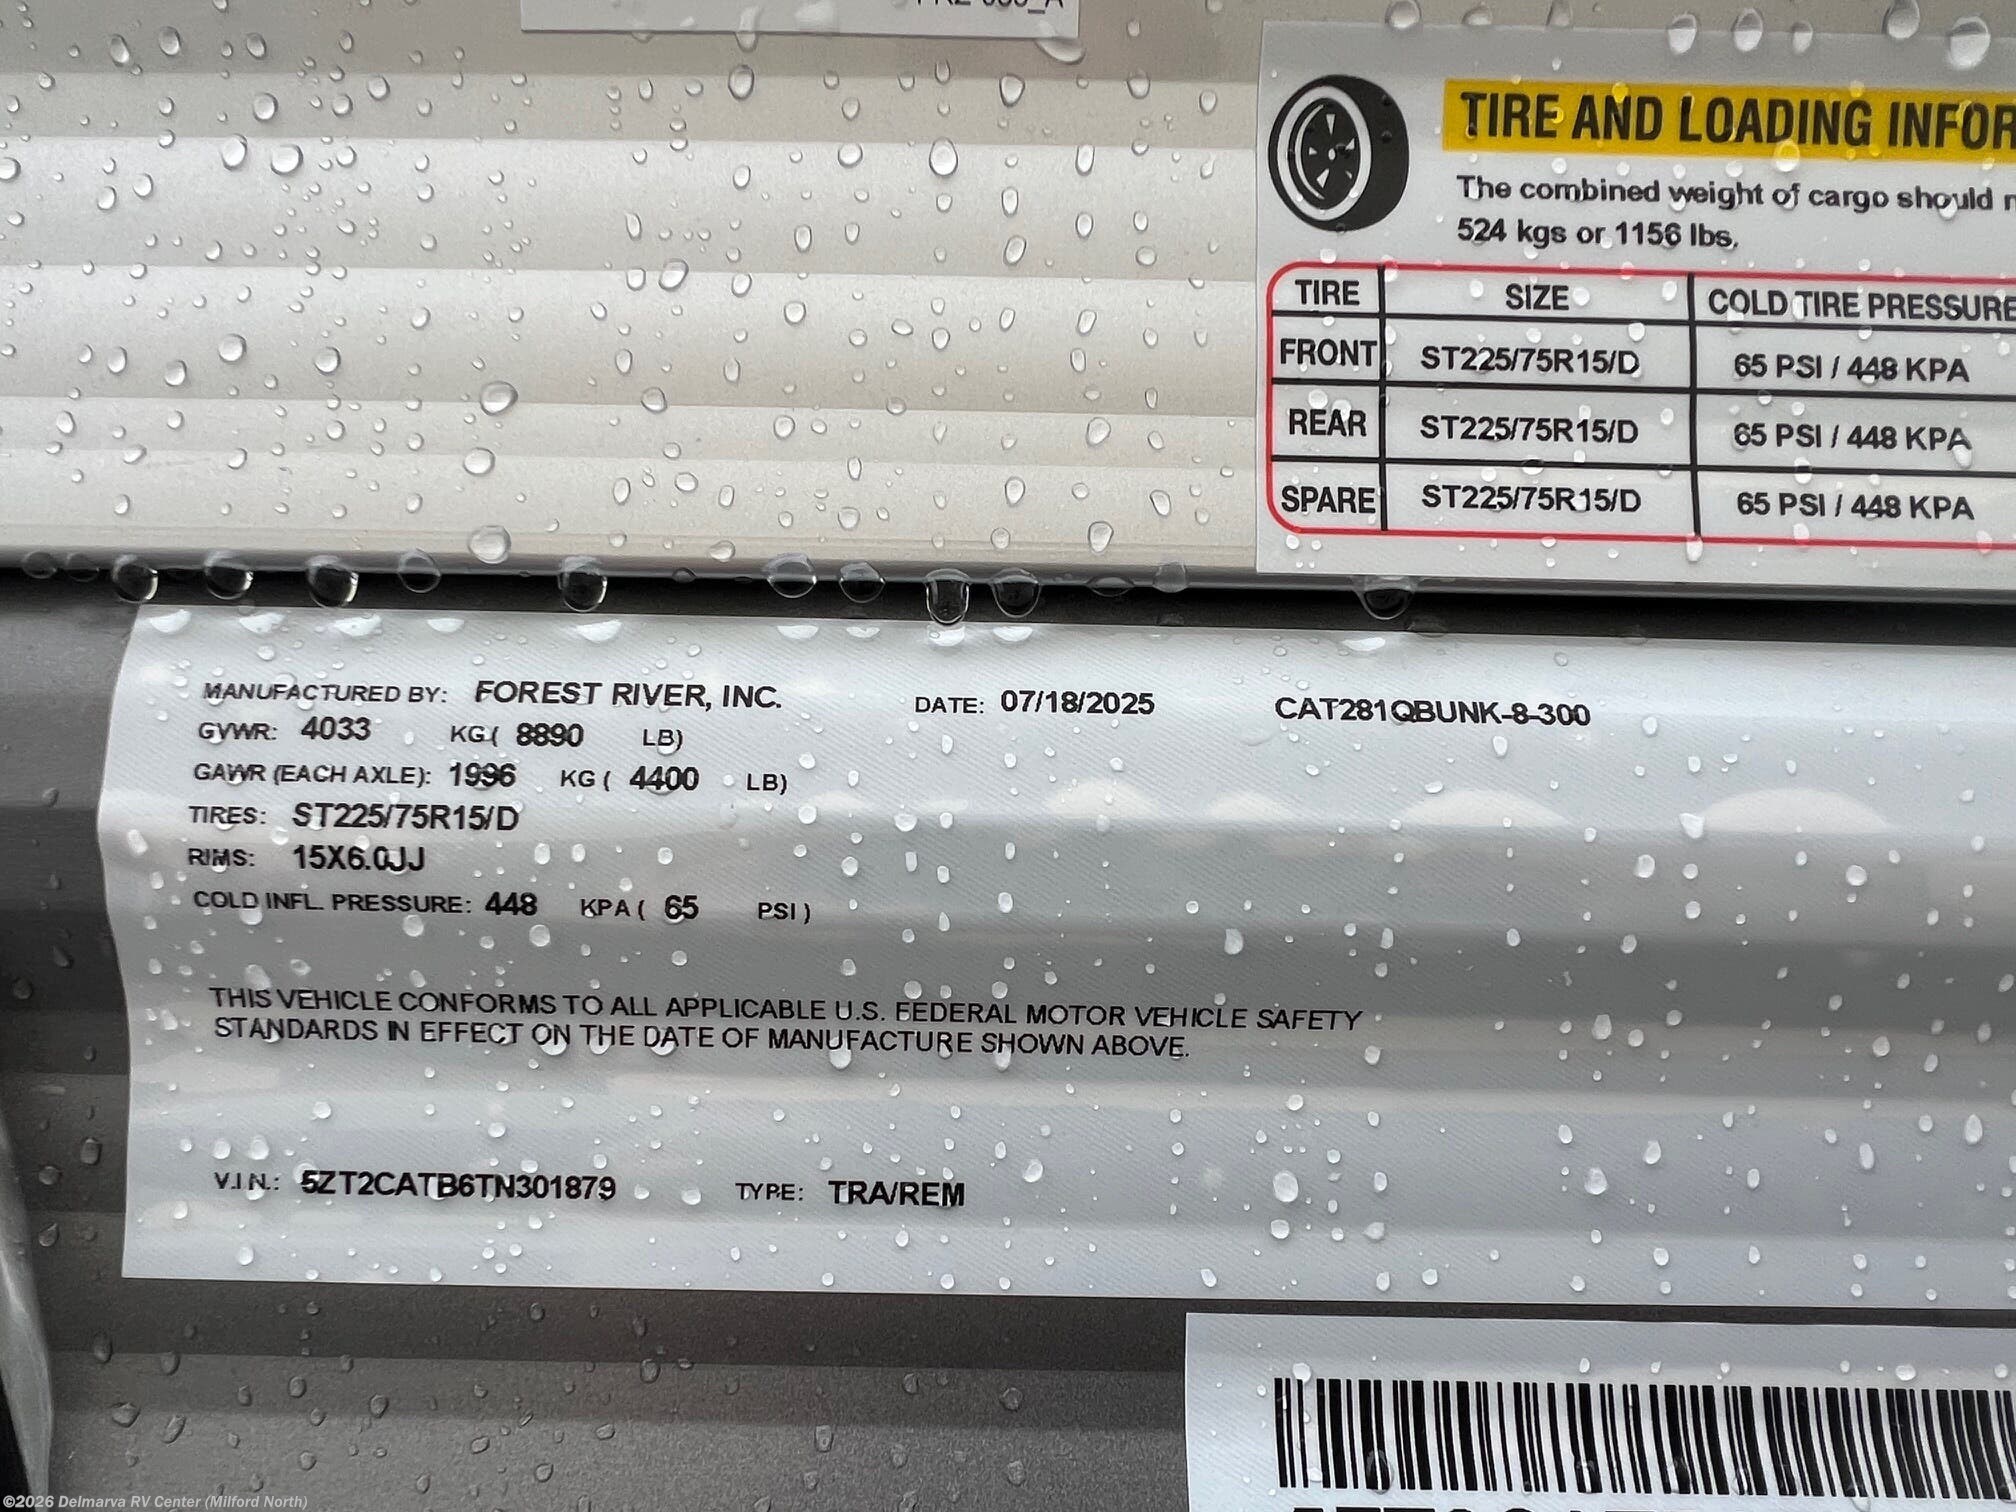 TIRE AND LOADING INFOR
The combined weight of cargo should
524 kgs or 1156 lbs.
TIRE SIZE COLD TIRE PRESSURE
FRONT ST225/75R15/D 65 PSI / 448 KPA
REAR ST225/75R15/D 65 PSI / 448 KPA
SPARE ST225/75R15/D 65 PSI / 448 KPA
MANUFACTURED BY: FOREST RIVER, INC. DATE: 07/18/2025 CAT281QBUNK-8-300
GVWR: 4033 KG ( 8890 LB)
GAWR (EACH AXLE): 1996 KG ( 4400 LB)
TIRES: ST225/75R15/D
RIMS: 15X6.0JJ
COLD INFL. PRESSURE: 448 KPA ( 65 PSI )
THIS VEHICLE CONFORMS TO ALL APPLICABLE U.S. FEDERAL MOTOR VEHICLE SAFETY
STANDARDS IN EFFECT ON THE DATE OF MANUFACTURE SHOWN ABOVE.
V.I.N.: 5ZT2CATB6TN301879 TYPE: TRA/REM
©2026 Delmarva RV Center (Milford North)